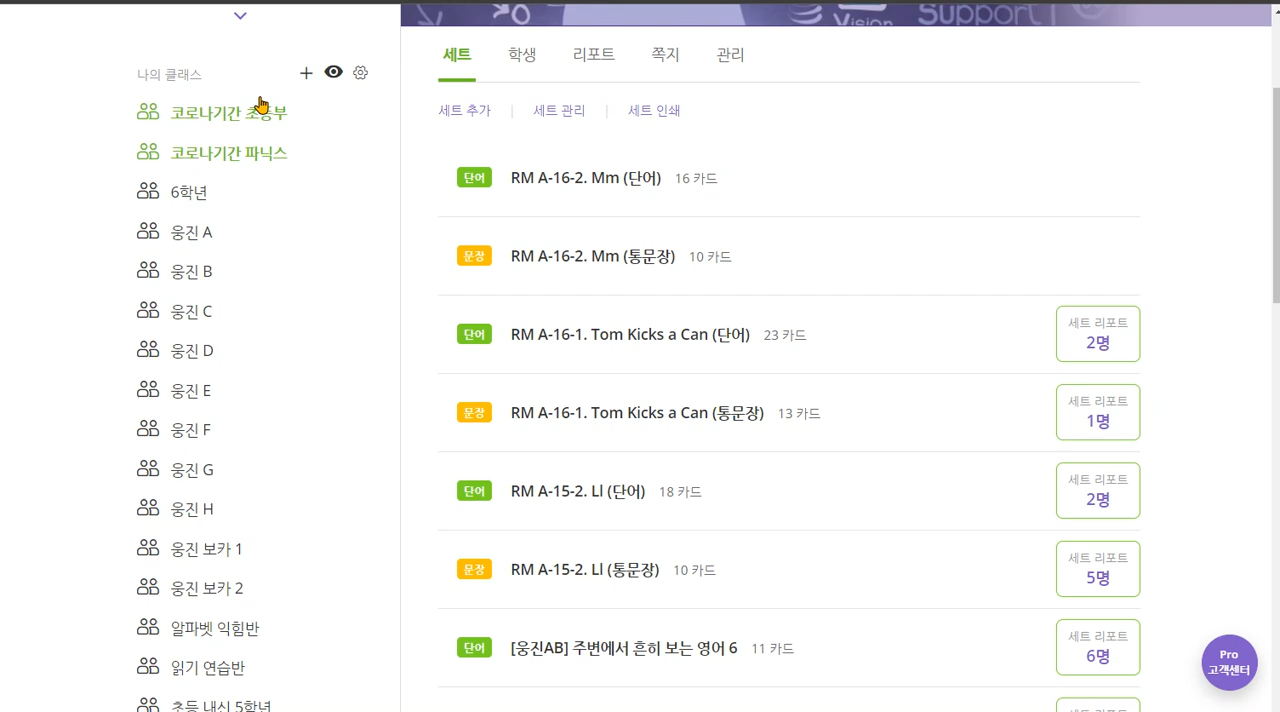 Vision
Support
나의 클래스
코로나기간 초등부
코로나기간 파닉스
6학년
웅진 A
웅진 B
웅진 C
웅진 D
웅진 E
웅진 F
웅진 G
웅진 H
웅진 보카 1
웅진 보카 2
알파벳 익힘반
읽기 연습반
초등 내신 5학년
세트 학생 리포트 쪽지 관리
세트 추가 | 세트 관리 | 세트 인쇄
단어 RM A-16-2. Mm (단어) 16 카드
문장 RM A-16-2. Mm (통문장) 10 카드
단어 RM A-16-1. Tom Kicks a Can (단어) 23 카드
세트 리포트
2명
문장 RM A-16-1. Tom Kicks a Can (통문장) 13 카드
세트 리포트
1명
단어 RM A-15-2. Ll (단어) 18 카드
세트 리포트
2명
문장 RM A-15-2. Ll (통문장) 10 카드
세트 리포트
5명
단어 [웅진AB] 주변에서 흔히 보는 영어 6 11 카드
세트 리포트
6명
세트 리포트
Pro
고객센터